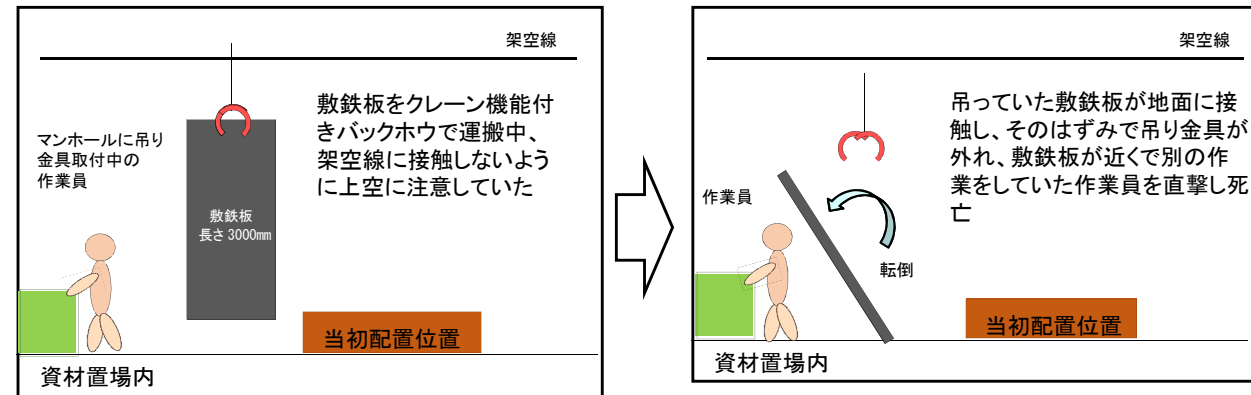 架空線
敷鉄板をクレーン機能付
きバックホウで運搬中、
架空線に接触しないよう
に上空に注意していた
マンホールに吊り
金具取付中の
作業員
敷鉄板
長さ3000mm
当初配置位置
資材置場内
架空線
吊っていた敷鉄板が地面に接
触し、そのはずみで吊り金具が
外れ、敷鉄板が近くで別の作
業をしていた作業員を直撃し死
亡
作業員
転倒
当初配置位置
資材置場内